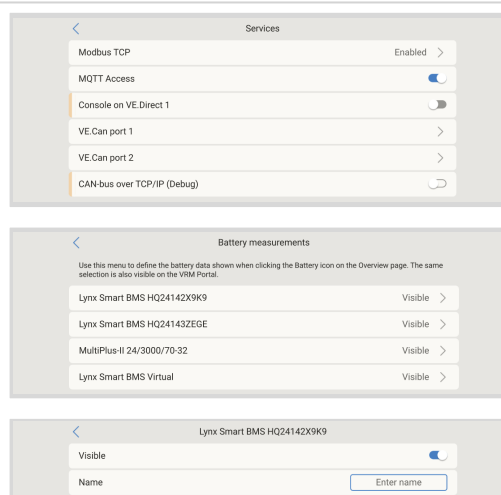 Services
Modbus TCP Enabled
MQTT Access
Console on VE.Direct 1
VE.Can port 1
VE.Can port 2
CAN-bus over TCP/IP (Debug)
Battery measurements
Use this menu to define the battery data shown when clicking the Battery icon on the Overview page. The same
selection is also visible on the VRM Portal.
Lynx Smart BMS HQ24142X9K9 Visible
Lynx Smart BMS HQ24143ZEGE Visible
MultiPlus-II 24/3000/70-32 Visible
Lynx Smart BMS Virtual Visible
Lynx Smart BMS HQ24142X9K9
Visible
Name Enter name